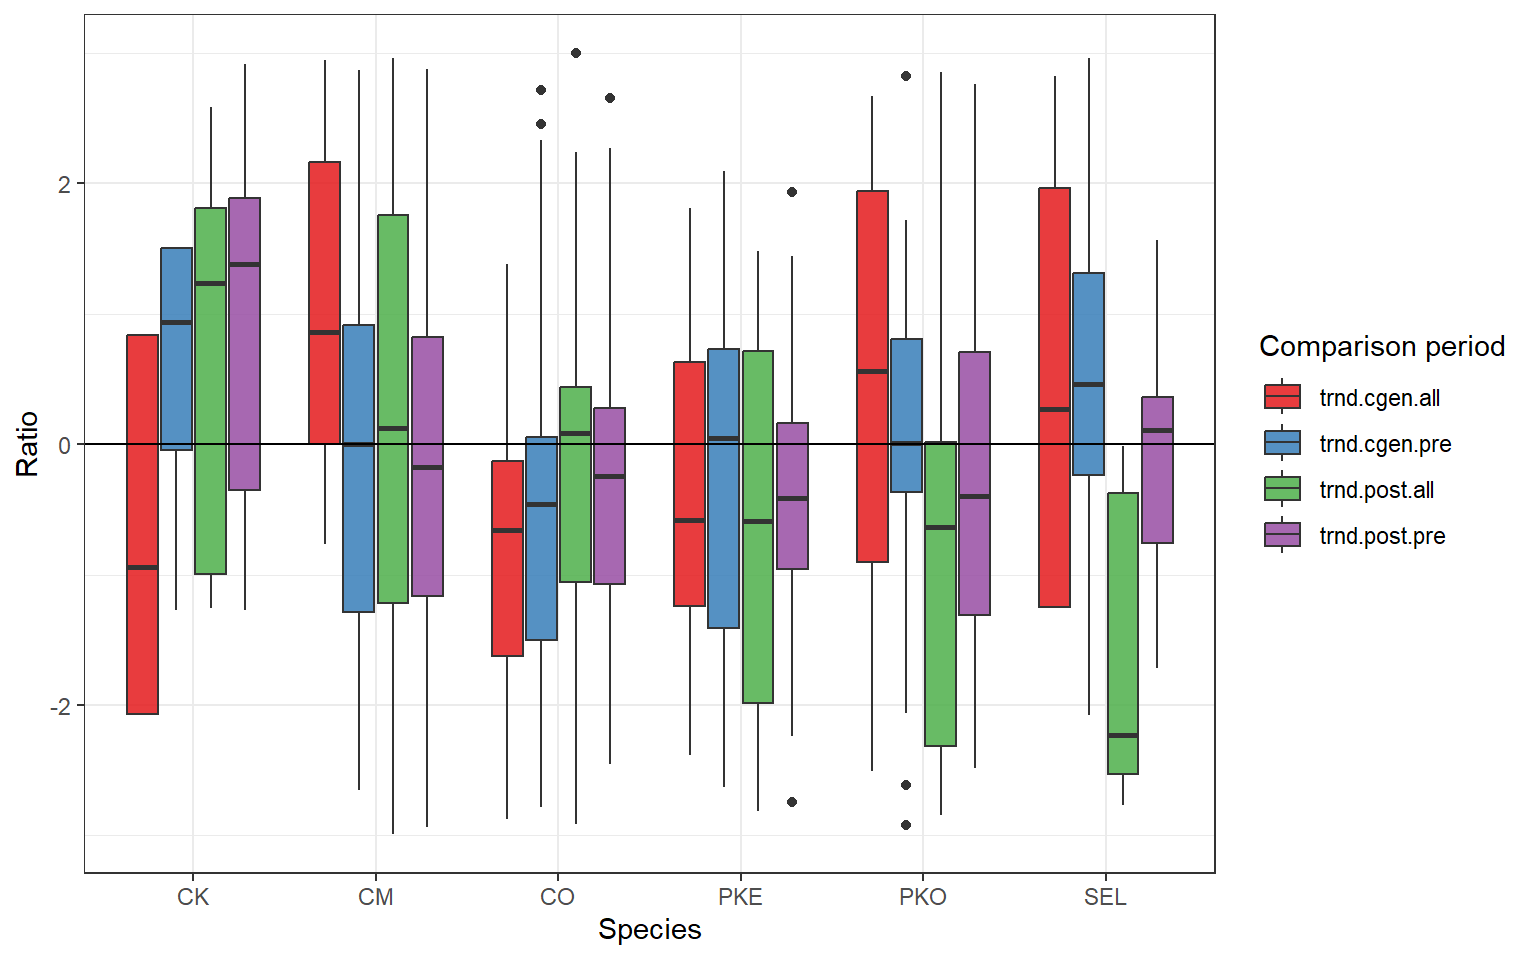 2
0
-2
Ratio
CK CM CO PKE PKO SEL
Species
Comparison period
trnd.cgen.all
trnd.cgen.pre
trnd.post.all
trnd.post.pre